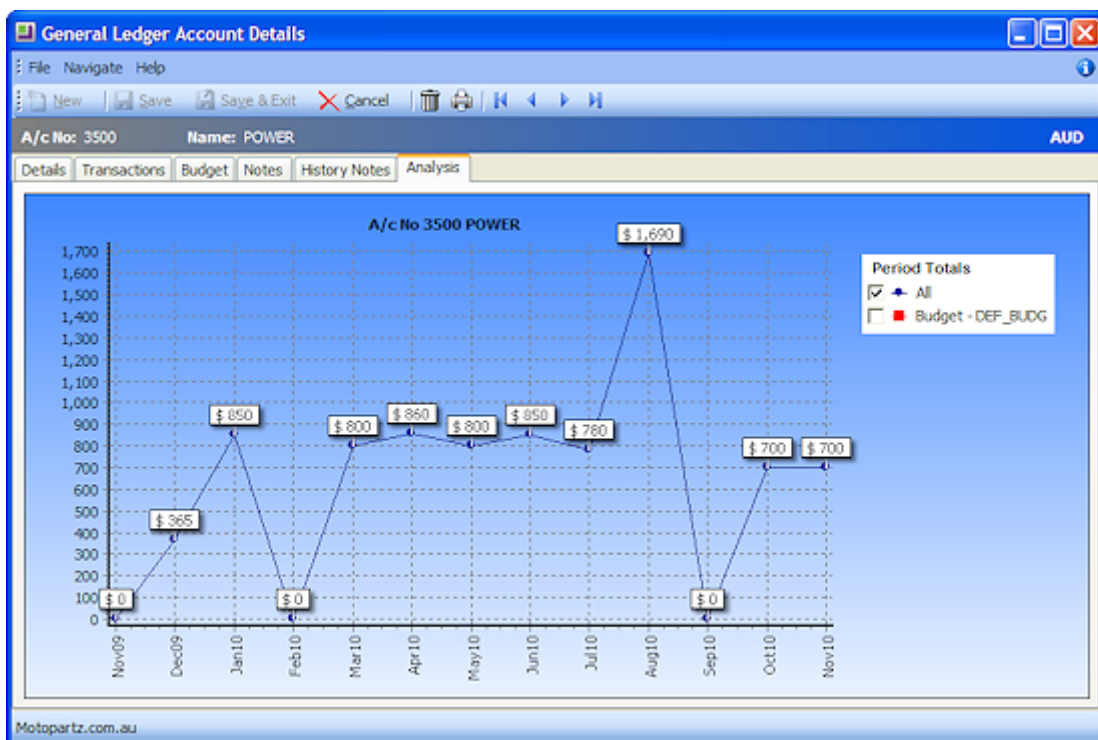 General Ledger Account Details
File Navigate Help
New Save Save & Exit Cancel
A/c No: 3500 Name: POWER AUD
Details Transactions Budget Notes History Notes Analysis
A/c No 3500 POWER
1,700
1,600
1,500
1,400
1,300
1,200
1,100
1,000
900
800
700
600
500
400
300
200
100
0
$ 0
$ 365
$ 850
$ 0
$ 800
$ 860
$ 800
$ 850
$ 780
$ 1,690
$ 0
$ 700
$ 700
Nov09
Dec09
Jan10
Feb10
Mar10
Apr10
May10
Jun10
Jul10
Aug10
Sep10
Oct10
Nov10
Period Totals
All
Budget - DEF_BUDG
Motopartz.com.au